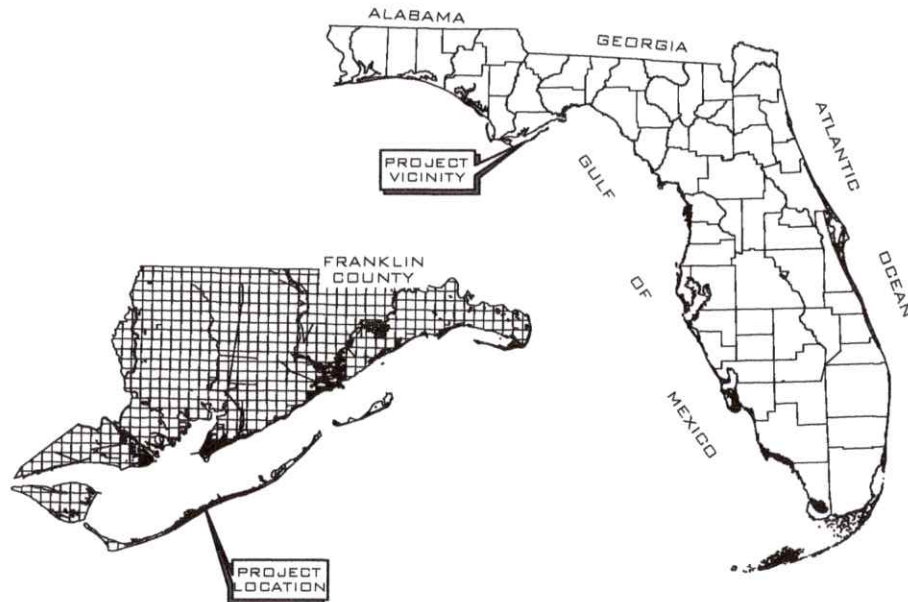 ALABAMA
GEORGIA
ATLANTIC
OCEAN
GULF
OF
MEXICO
PROJECT
VICINITY
FRANKLIN
COUNTY
PROJECT
LOCATION